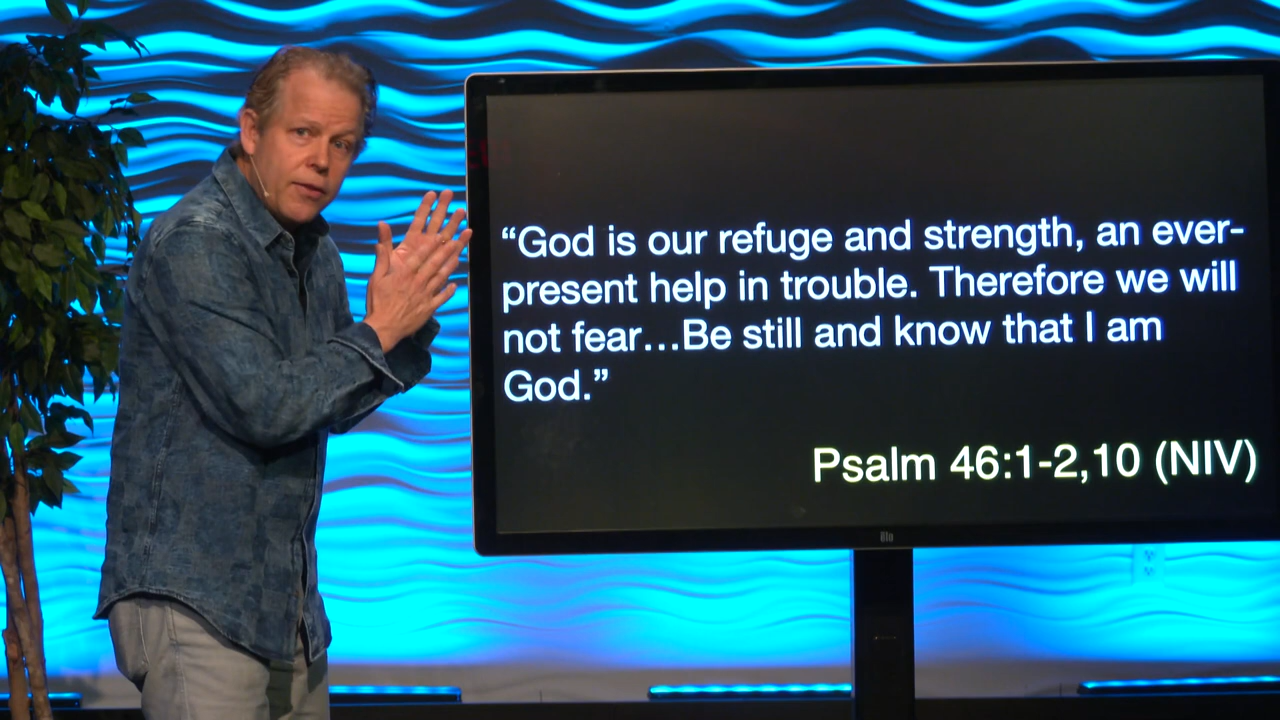 “God is our refuge and strength, an ever-
present help in trouble. Therefore we will
not fear…Be still and know that I am
God.”
Psalm 46:1-2,10 (NIV)
elo